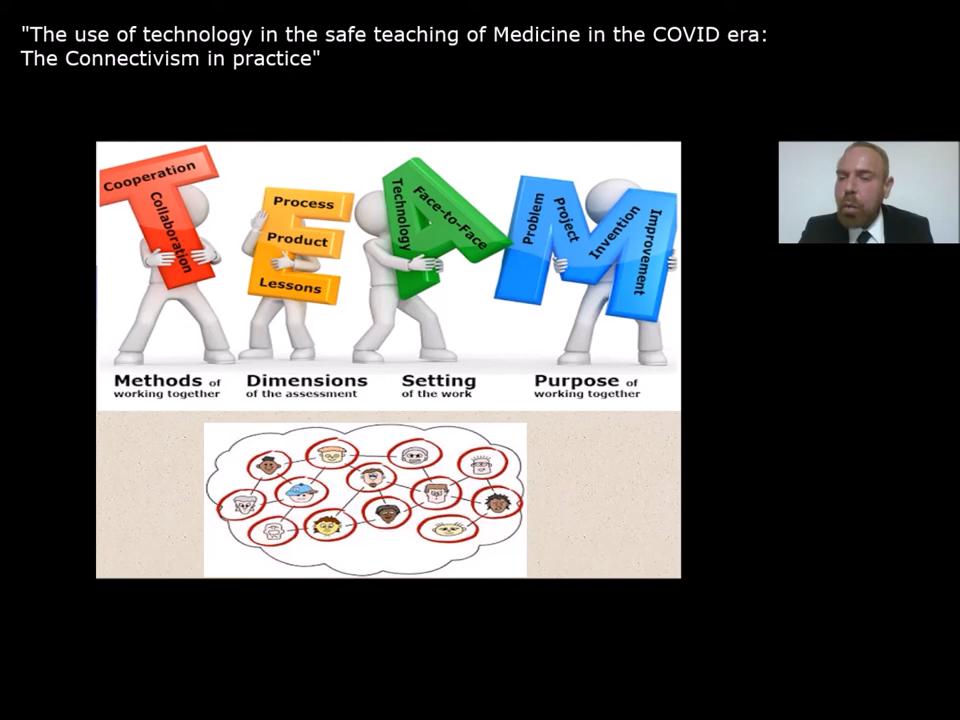 "The use of technology in the safe teaching of Medicine in the COVID era:
The Connectivism in practice"
Cooperation
Collaboration
Process
Product
Lessons
Technology
Face-to-Face
Problem
Project
Invention
Improvement
Methods of
working together
Dimensions
of the assessment
Setting
of the work
Purpose of
working together